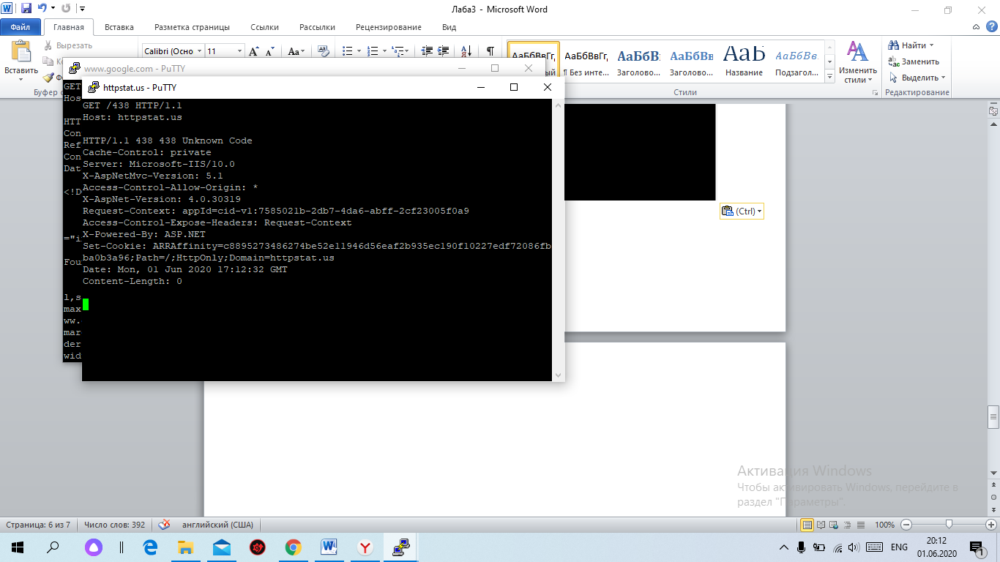 Лаба3 - Microsoft Word
Файл Главная Вставка Разметка страницы Ссылки Рассылки Рецензирование Вид
Вставить
Вырезать
Calibri (Осно 11
АаБбВвГг, АаБбВвГг, АаБбВ АаБбВв АаБ АаБбВв.
¶ Без инте... Заголово... Заголово... Название Подзагол...
Изменить стили
Найти
Заменить
Выделить
Стили
Редактирование
www.google.com - PuTTY
GET
Hos
HTT
Con
Ref
Con
Dat
<!D
="i
Fou
l,s
max
ww.
mar
der
wid
httpstat.us - PuTTY
GET /438 HTTP/1.1
Host: httpstat.us
HTTP/1.1 438 438 Unknown Code
Cache-Control: private
Server: Microsoft-IIS/10.0
X-AspNetMvc-Version: 5.1
Access-Control-Allow-Origin: *
X-AspNet-Version: 4.0.30319
Request-Context: appId=cid-v1:7585021b-2db7-4da6-abff-2cf23005f0a9
Access-Control-Expose-Headers: Request-Context
X-Powered-By: ASP.NET
Set-Cookie: ARRAffinity=c8895273486274be52e11946d56eaf2b935ec190f10227edf72086fb
ba0b3a96;Path=/;HttpOnly;Domain=httpstat.us
Date: Mon, 01 Jun 2020 17:12:32 GMT
Content-Length: 0
(Ctrl)
Активация Windows
Чтобы активировать Windows, перейдите в
раздел "Параметры".
Страница: 6 из 7 Число слов: 392 английский (США) 100%
ENG 20:12
01.06.2020
1